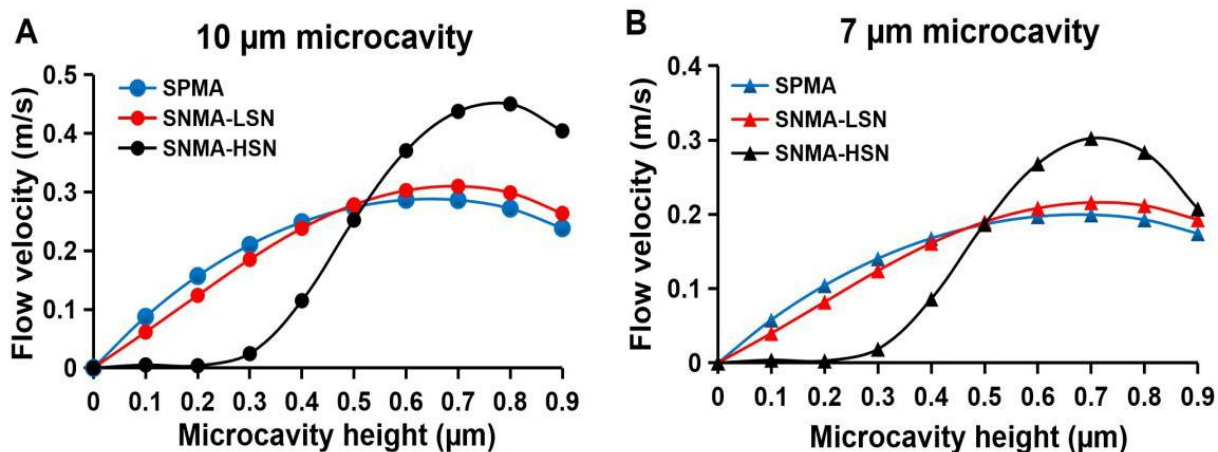 A
10 µm microcavity
SPMA
SNMA-LSN
SNMA-HSN
Flow velocity (m/s)
0.5
0.4
0.3
0.2
0.1
0
0 0.1 0.2 0.3 0.4 0.5 0.6 0.7 0.8 0.9
Microcavity height (µm)
B
7 µm microcavity
SPMA
SNMA-LSN
SNMA-HSN
Flow velocity (m/s)
0.4
0.3
0.2
0.1
0
0 0.1 0.2 0.3 0.4 0.5 0.6 0.7 0.8 0.9
Microcavity height (µm)